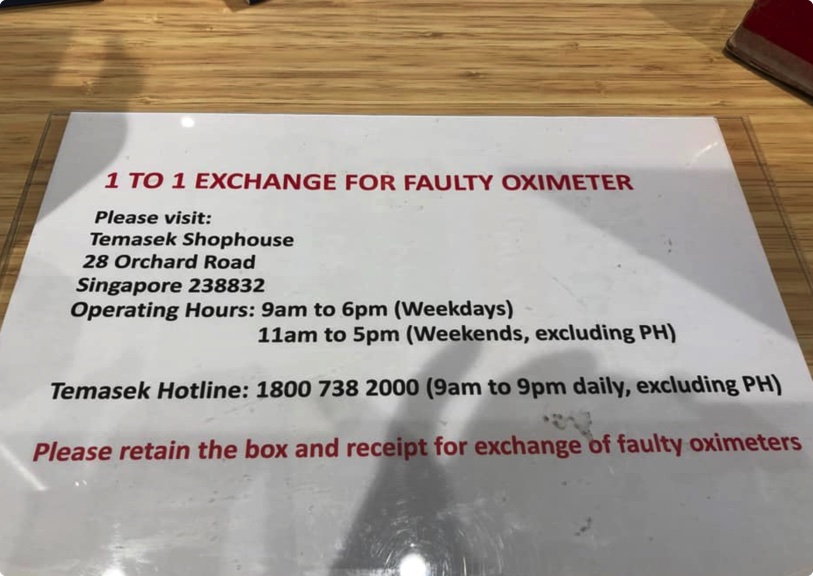 1 TO 1 EXCHANGE FOR FAULTY OXIMETER
Please visit:
Temasek Shophouse
28 Orchard Road
Singapore 238832
Operating Hours: 9am to 6pm (Weekdays)
11am to 5pm (Weekends, excluding PH)
Temasek Hotline: 1800 738 2000 (9am to 9pm daily, excluding PH)
Please retain the box and receipt for exchange of faulty oximeters